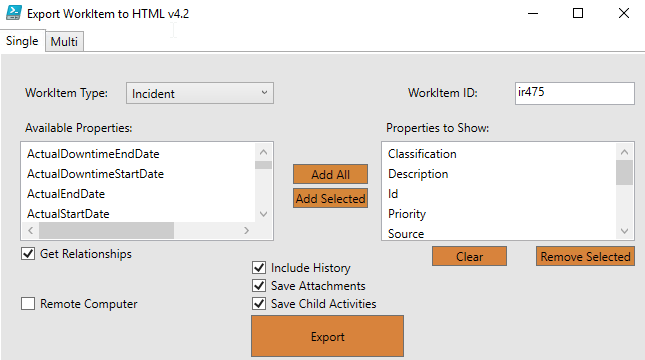 Export WorkItem to HTML v4.2
Single Multi
WorkItem Type: Incident WorkItem ID: ir475
Available Properties: Properties to Show:
ActualDowntimeEndDate Classification
ActualDowntimeStartDate Add All Description
ActualEndDate Add Selected Id
ActualStartDate Priority
Source
Get Relationships Clear Remove Selected
Include History
Save Attachments
Remote Computer Save Child Activities
Export